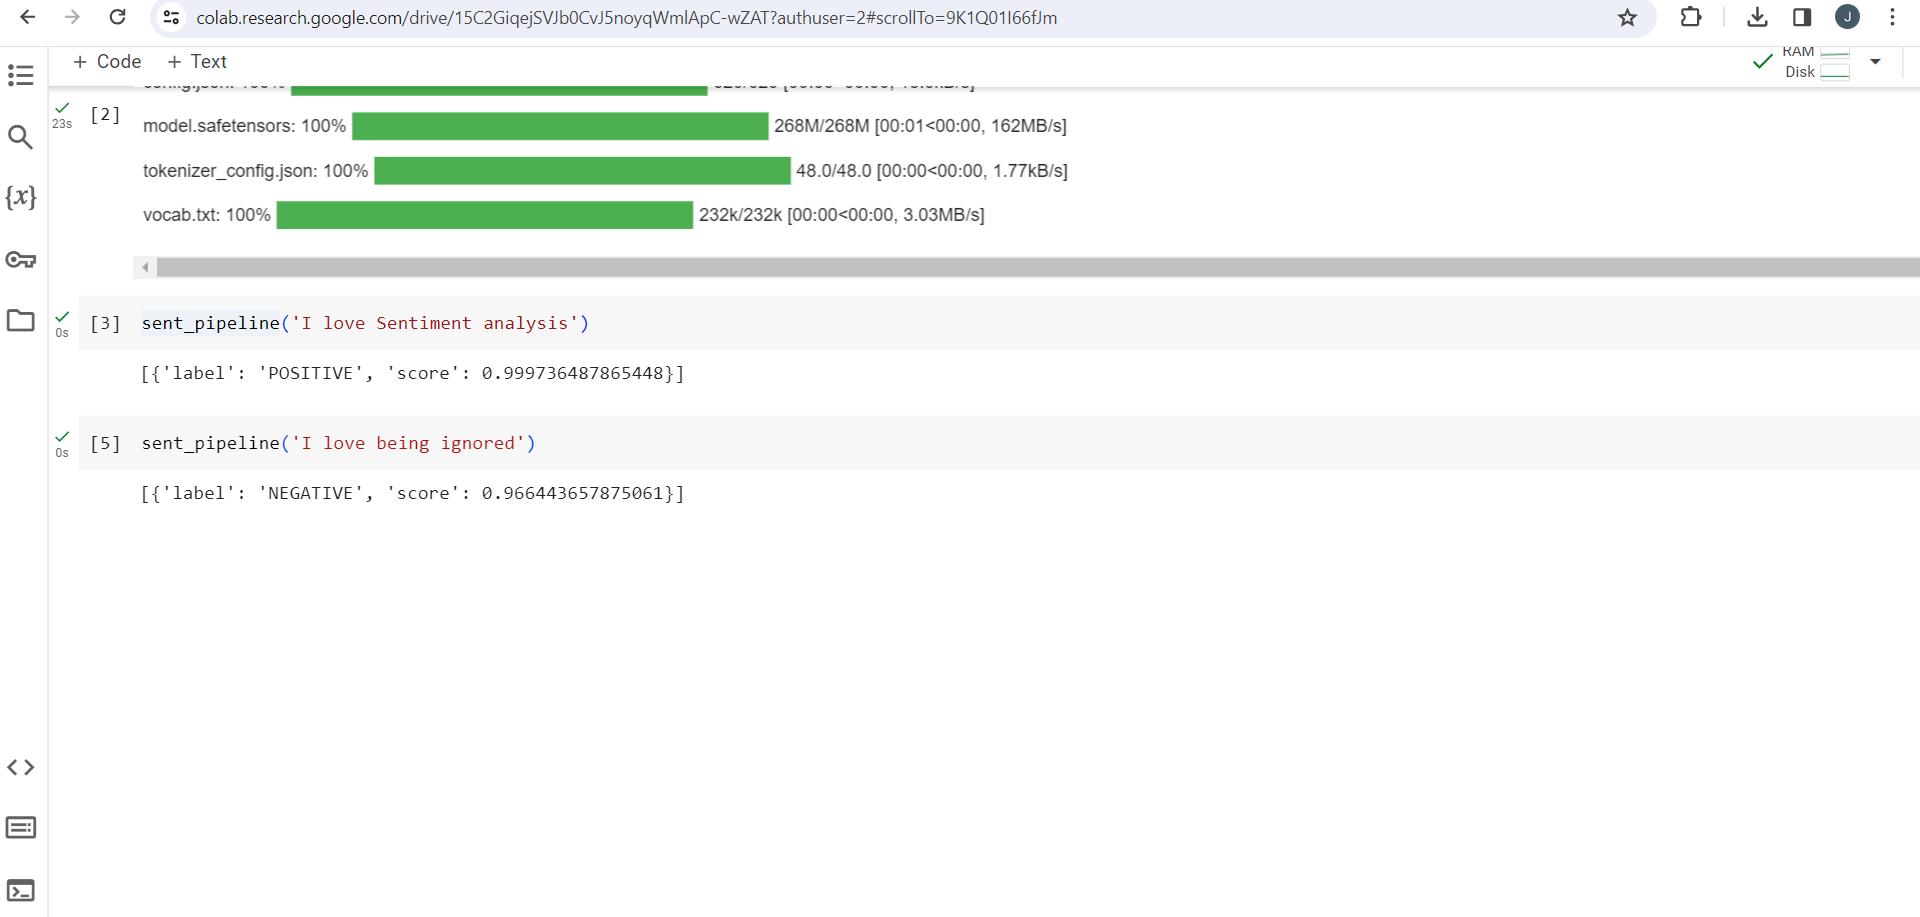 colab.research.google.com/drive/15C2GiqejSVJb0CvJ5noyqWmlApC-wZAT?authuser=2#scrollTo=9K1Q01I66fJm
J
+ Code + Text
RAM
Disk
23s
[2]
model.safetensors: 100% 268M/268M [00:01<00:00, 162MB/s]
tokenizer_config.json: 100% 48.0/48.0 [00:00<00:00, 1.77kB/s]
vocab.txt: 100% 232k/232k [00:00<00:00, 3.03MB/s]
{x}
0s
[3] sent_pipeline('I love Sentiment analysis')
[{'label': 'POSITIVE', 'score': 0.999736487865448}]
0s
[5] sent_pipeline('I love being ignored')
[{'label': 'NEGATIVE', 'score': 0.966443657875061}]